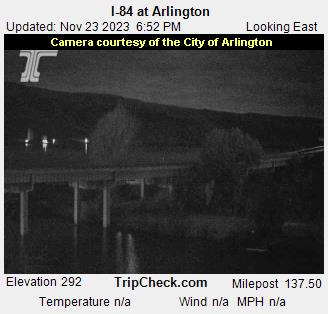 I-84 at Arlington
Updated: Nov 23 2023 6:52 PM Looking East
Camera courtesy of the City of Arlington
Elevation 292 TripCheck.com Milepost 137.50
Temperature n/a Wind n/a MPH n/a